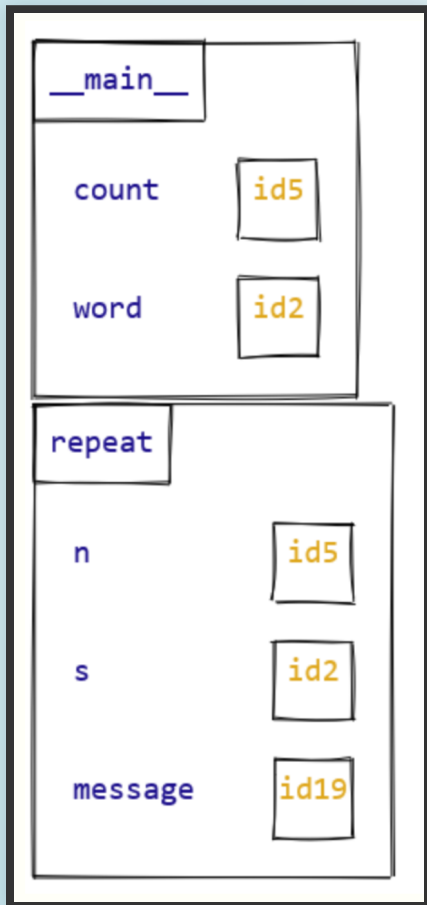 __main__
count id5
word id2
repeat
n id5
s id2
message id19